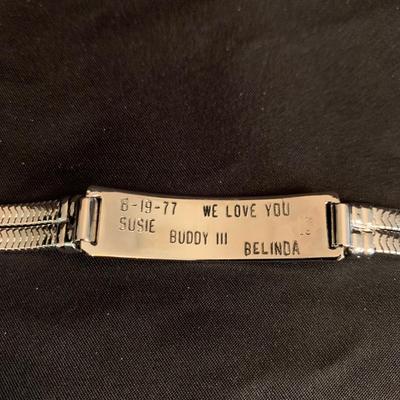 8-19-77 WE LOVE YOU
SUSIE
BUDDY III
BELINDA